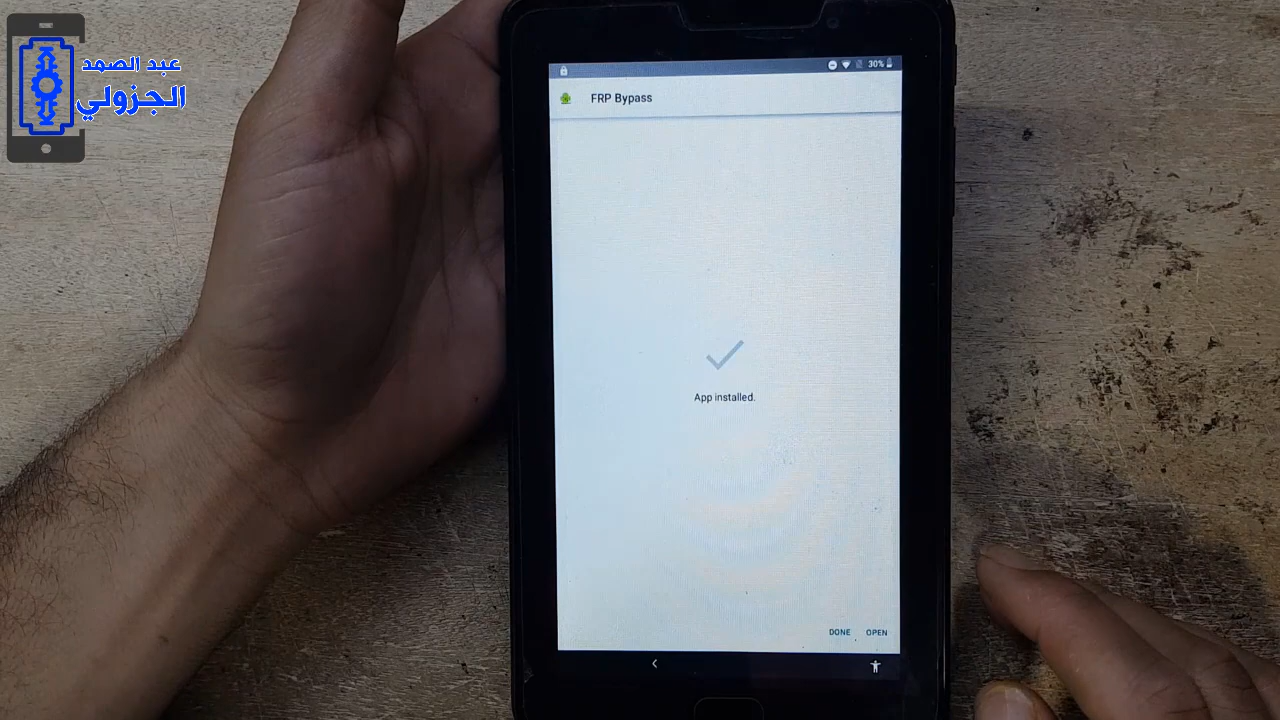 عبد الصمد
الجزولي
30%
FRP Bypass
App installed.
DONE OPEN